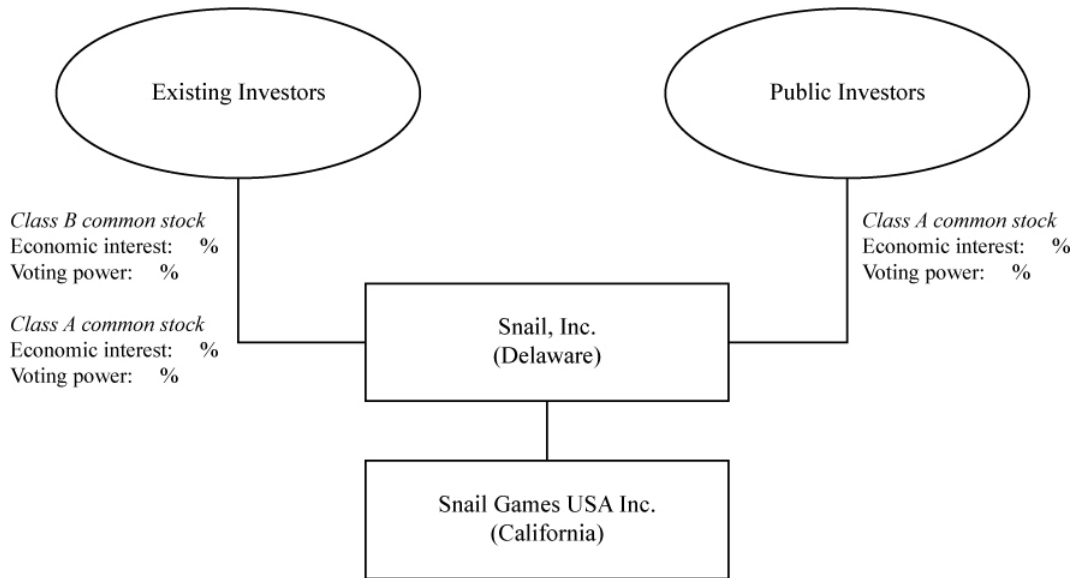 Existing Investors
Public Investors
Class B common stock
Economic interest: %
Voting power: %
Class A common stock
Economic interest: %
Voting power: %
Class A common stock
Economic interest: %
Voting power: %
Snail, Inc.
(Delaware)
Snail Games USA Inc.
(California)